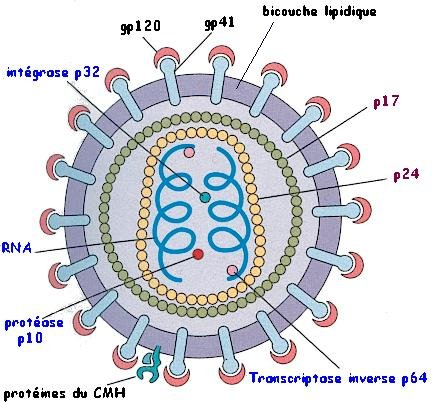 bicouche lipidique
gp120
gp41
intégrase p32
p17
p24
RNA
protéase
p10
Transcriptase inverse p64
protéines du CMH